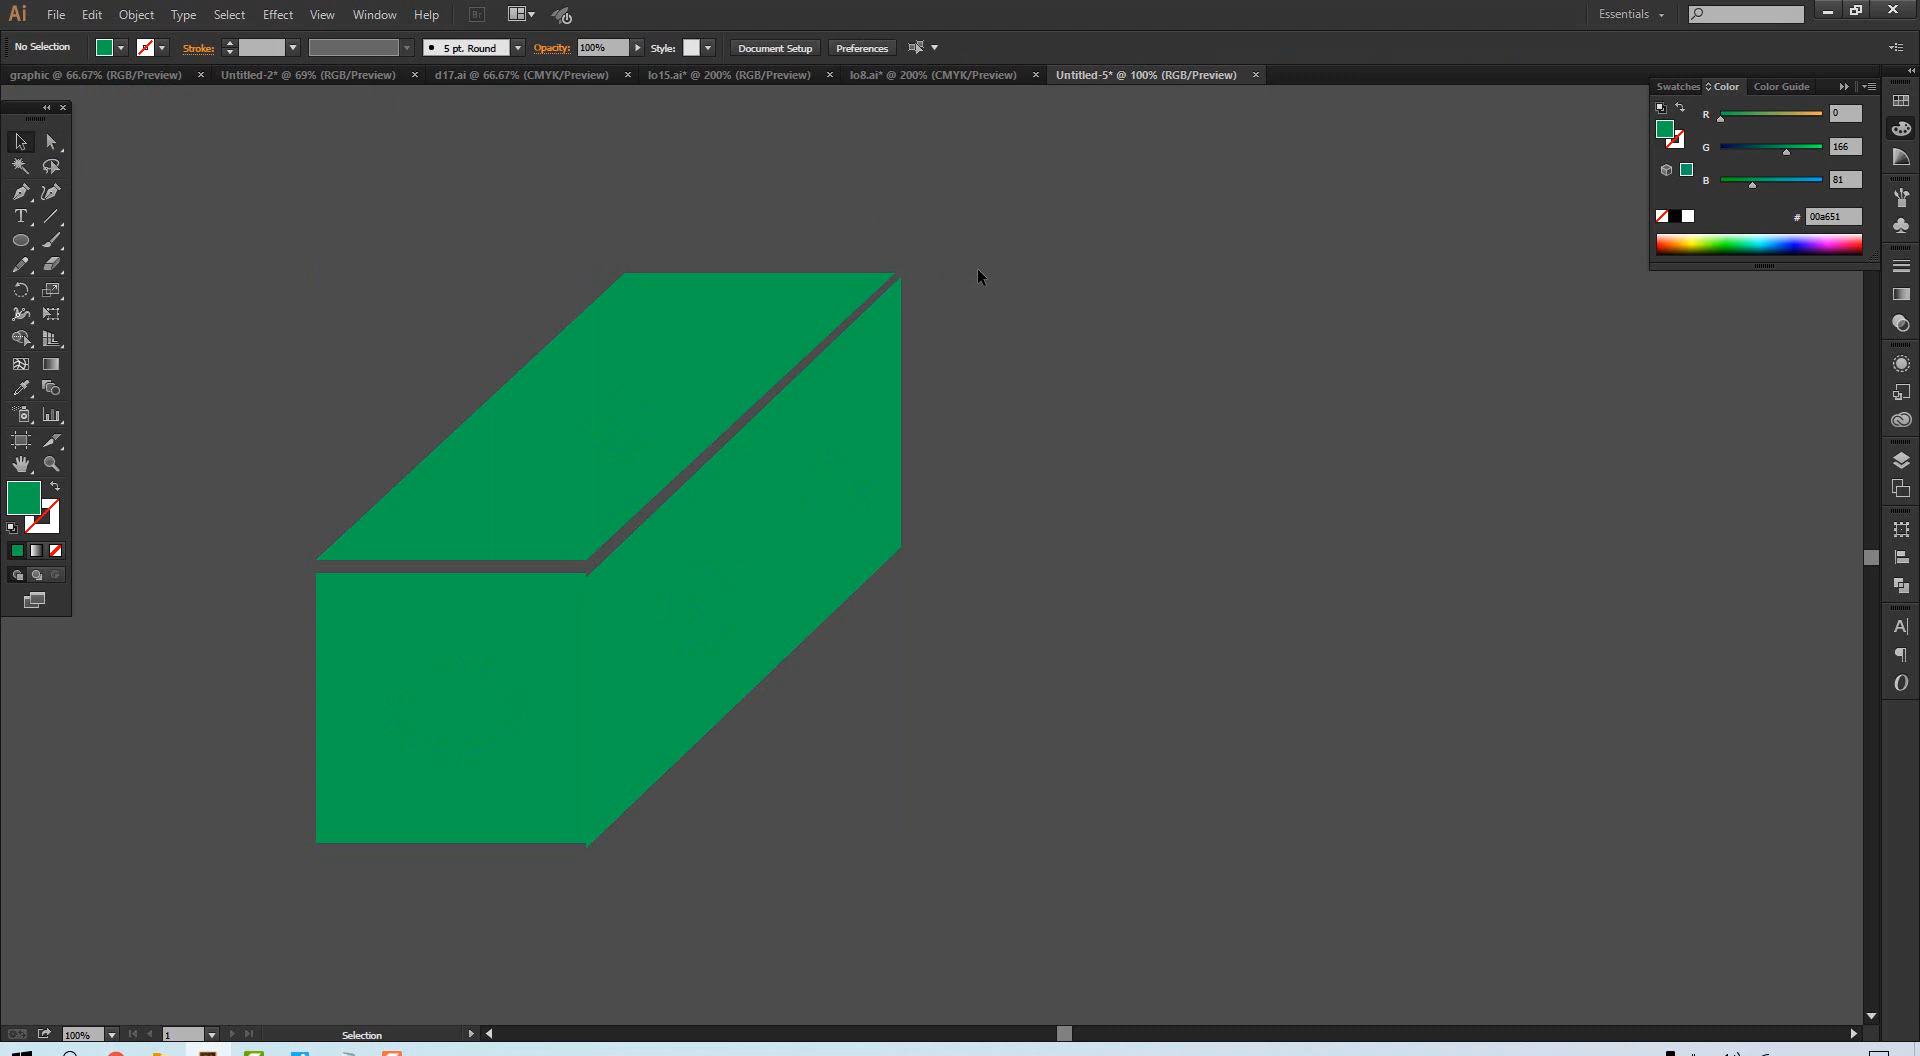 Ai File Edit Object Type Select Effect View Window Help Br Essentials
No Selection Stroke: 5 pt. Round Opacity: 100% Style: Document Setup Preferences
graphic @ 66.67% (RGB/Preview) Untitled-2* @ 69% (RGB/Preview) d17.ai @ 66.67% (CMYK/Preview) lo15.ai* @ 200% (RGB/Preview) lo8.ai* @ 200% (CMYK/Preview) Untitled-5* @ 100% (RGB/Preview)
Swatches Color Color Guide
R 0
G 166
B 81
# 00a651
100% 1 Selection